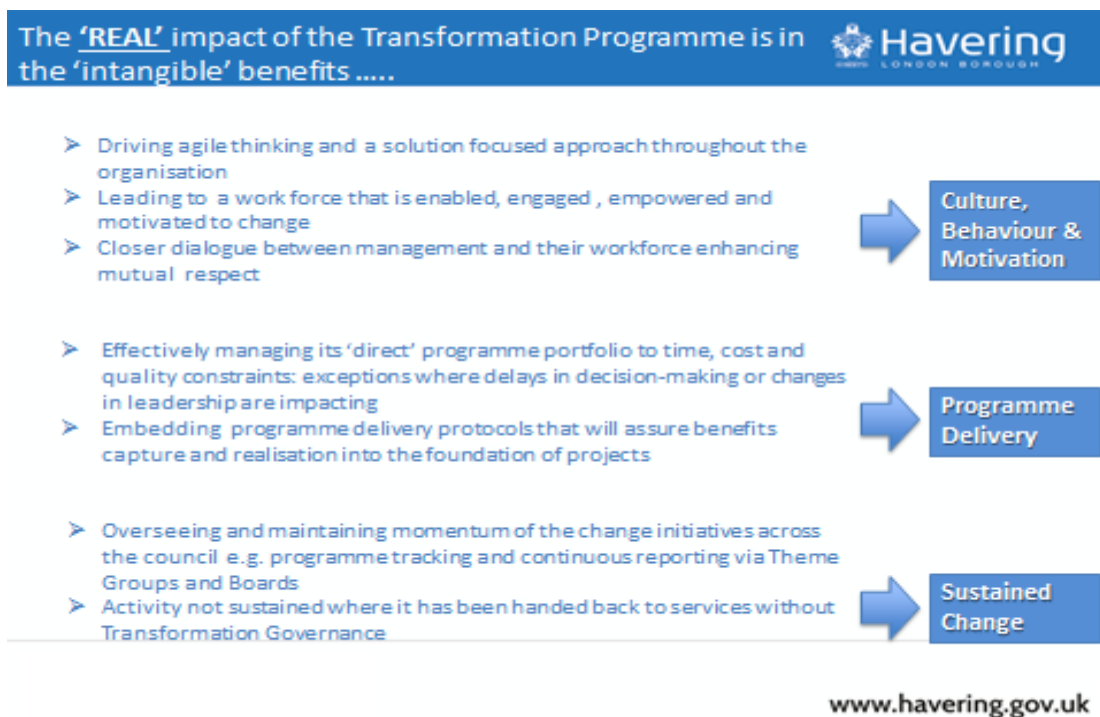 The 'REAL' impact of the Transformation Programme is in
the 'intangible' benefits .....
Havering
LONDON BOROUGH
➢ Driving agile thinking and a solution focused approach throughout the
organisation
➢ Leading to a work force that is enabled, engaged , empowered and
motivated to change
➢ Closer dialogue between management and their workforce enhancing
mutual respect
Culture,
Behaviour &
Motivation
➢ Effectively managing its 'direct' programme portfolio to time, cost and
quality constraints: exceptions where delays in decision-making or changes
in leadership are impacting
➢ Embedding programme delivery protocols that will assure benefits
capture and realisation into the foundation of projects
Programme
Delivery
➢ Overseeing and maintaining momentum of the change initiatives across
the council e.g. programme tracking and continuous reporting via Theme
Groups and Boards
➢ Activity not sustained where it has been handed back to services without
Transformation Governance
Sustained
Change
www.havering.gov.uk